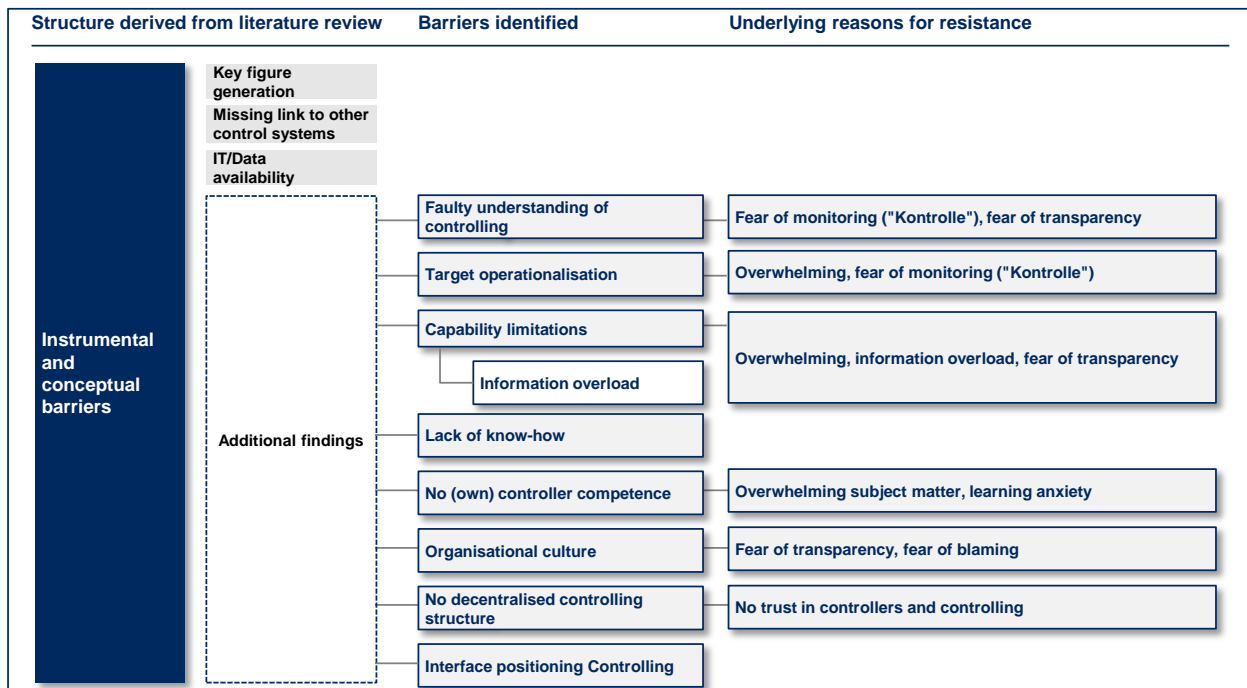 Structure derived from literature review
Barriers identified
Underlying reasons for resistance
Instrumental
and
conceptual
barriers
Key figure
generation
Missing link to other
control systems
IT/Data
availability
Additional findings
Faulty understanding of
controlling
Fear of monitoring ("Kontrolle"), fear of transparency
Target operationalisation
Overwhelming, fear of monitoring ("Kontrolle")
Capability limitations
Information overload
Overwhelming, information overload, fear of transparency
Lack of know-how
No (own) controller competence
Overwhelming subject matter, learning anxiety
Organisational culture
Fear of transparency, fear of blaming
No decentralised controlling
structure
No trust in controllers and controlling
Interface positioning Controlling